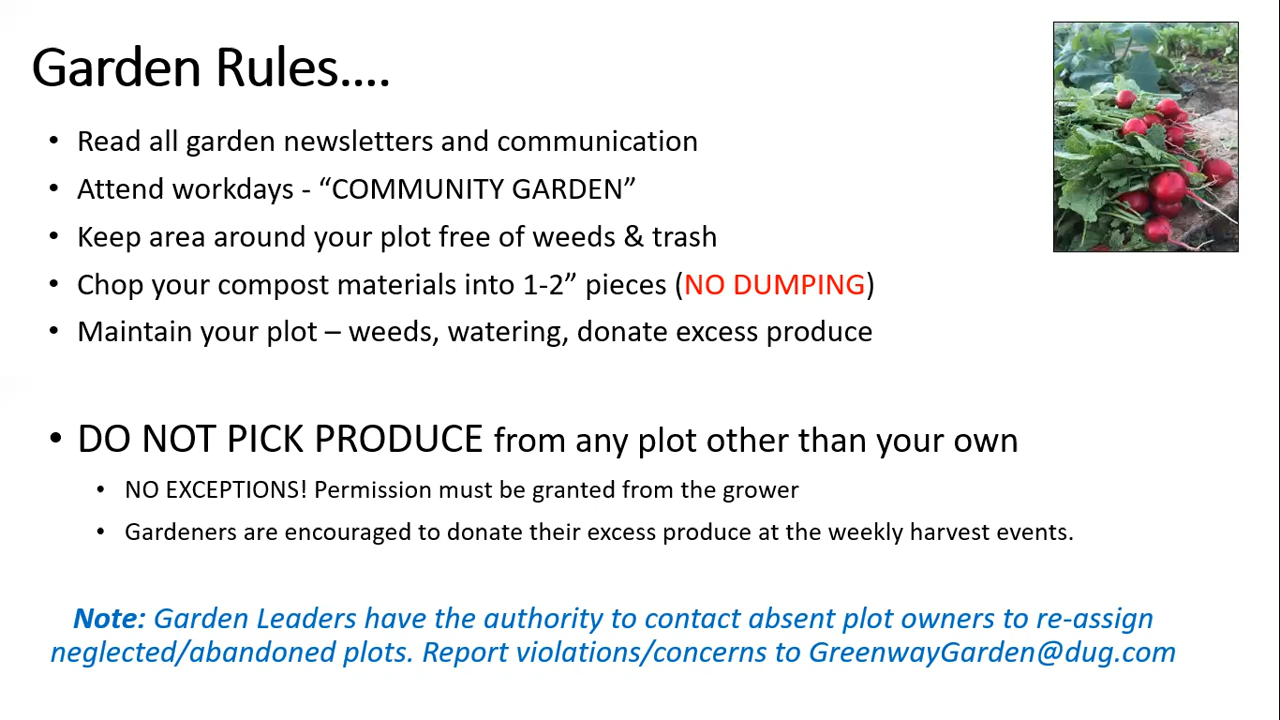 Garden Rules....
• Read all garden newsletters and communication
• Attend workdays - “COMMUNITY GARDEN”
• Keep area around your plot free of weeds & trash
• Chop your compost materials into 1-2” pieces (NO DUMPING)
• Maintain your plot – weeds, watering, donate excess produce
• DO NOT PICK PRODUCE from any plot other than your own
• NO EXCEPTIONS! Permission must be granted from the grower
• Gardeners are encouraged to donate their excess produce at the weekly harvest events.
Note: Garden Leaders have the authority to contact absent plot owners to re-assign
neglected/abandoned plots. Report violations/concerns to GreenwayGarden@dug.com